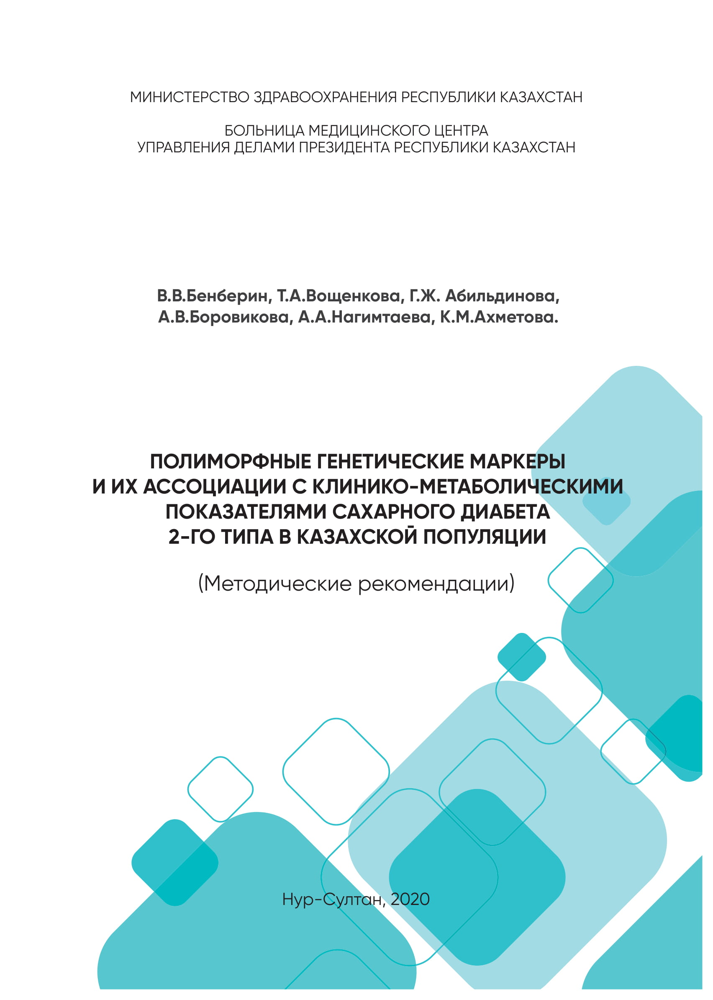 МИНИСТЕРСТВО ЗДРАВООХРАНЕНИЯ РЕСПУБЛИКИ КАЗАХСТАН
БОЛЬНИЦА МЕДИЦИНСКОГО ЦЕНТРА
УПРАВЛЕНИЯ ДЕЛАМИ ПРЕЗИДЕНТА РЕСПУБЛИКИ КАЗАХСТАН
В.В.Бенберин, Т.А.Вощенкова, Г.Ж. Абильдинова,
А.В.Боровикова, А.А.Нагимтаева, К.М.Ахметова.
ПОЛИМОРФНЫЕ ГЕНЕТИЧЕСКИЕ МАРКЕРЫ
И ИХ АССОЦИАЦИИ С КЛИНИКО-МЕТАБОЛИЧЕСКИМИ
ПОКАЗАТЕЛЯМИ САХАРНОГО ДИАБЕТА
2-ГО ТИПА В КАЗАХСКОЙ ПОПУЛЯЦИИ
(Методические рекомендации)
Нур-Султан, 2020